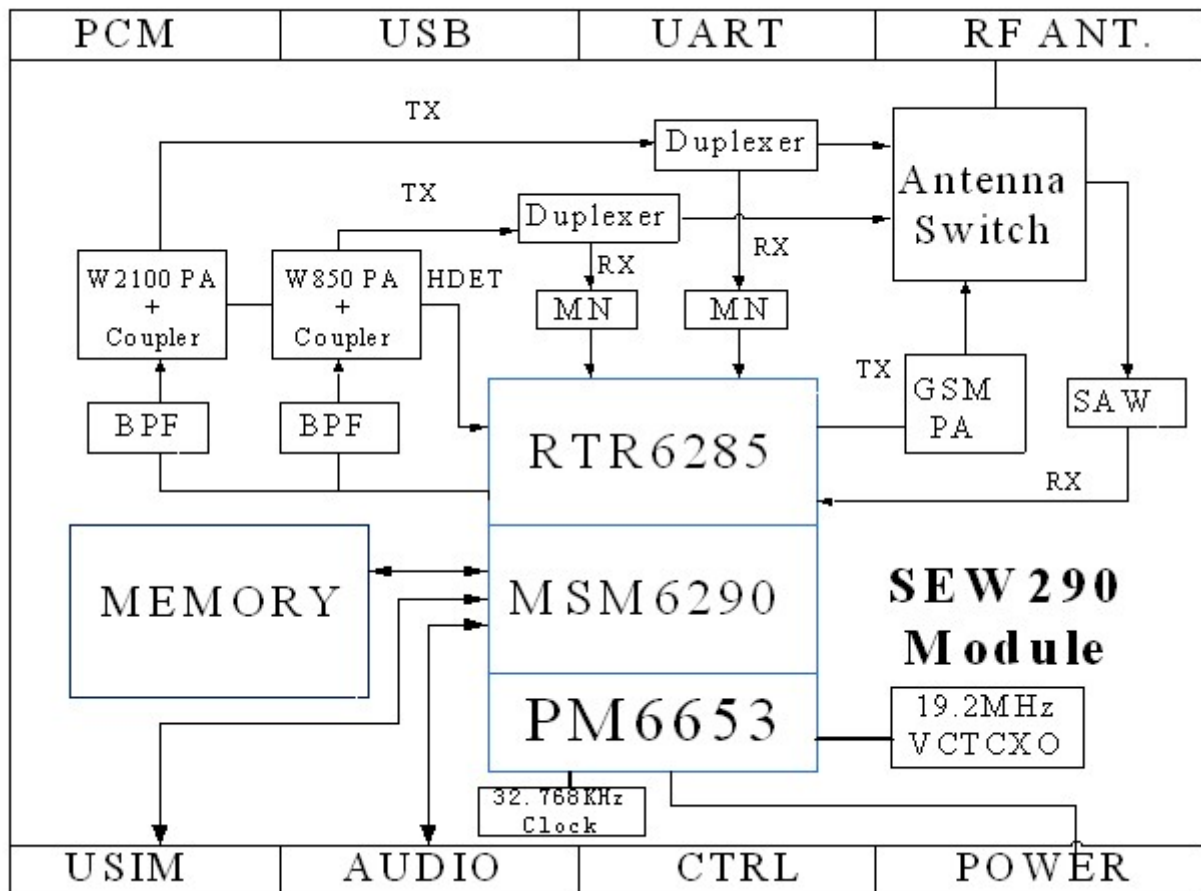 PCM USB UART RF ANT.
TX
Duplexer
TX
Duplexer
Antenna
Switch
RX
RX
W2100 PA
+
Coupler
W850 PA
+
Coupler
HDET
MN
MN
TX
GSM
PA
SAW
BPF
BPF
RTR6285
RX
MEMORY
MSM6290
SEW290
Module
PM6653
19.2MHz
VCTCXO
32.768KHz
Clock
USIM AUDIO CTRL POWER